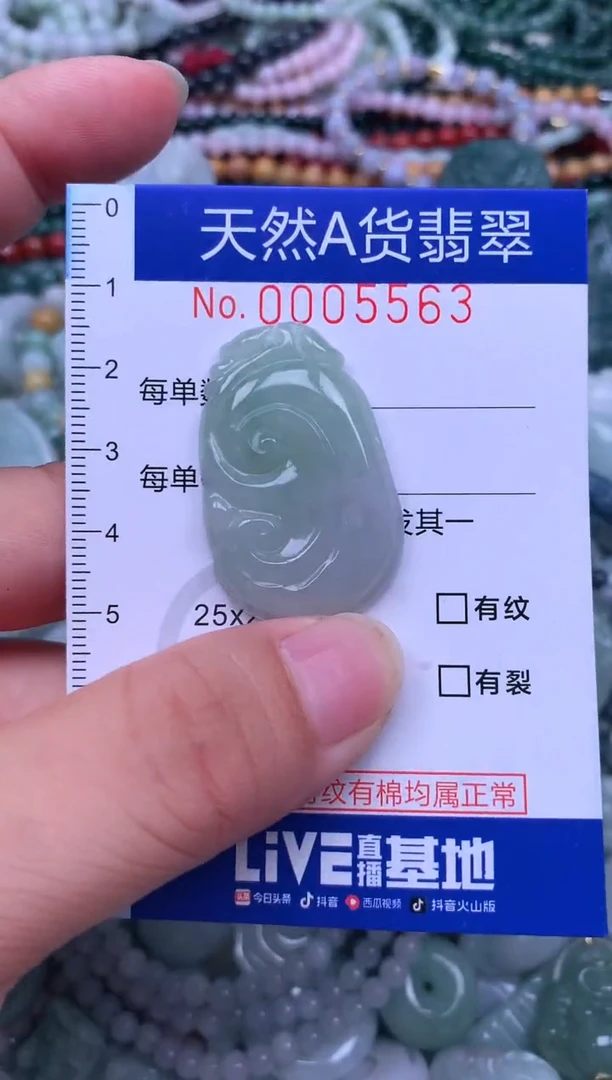 天然A货翡翠
No. 0005563
0
1
每单
2
3
每单
其一
4
5
25x
□有纹
□有裂
纹有棉均属正常
LiVE直播基地
头条 今日头条 抖音 西瓜视频 抖音火山版